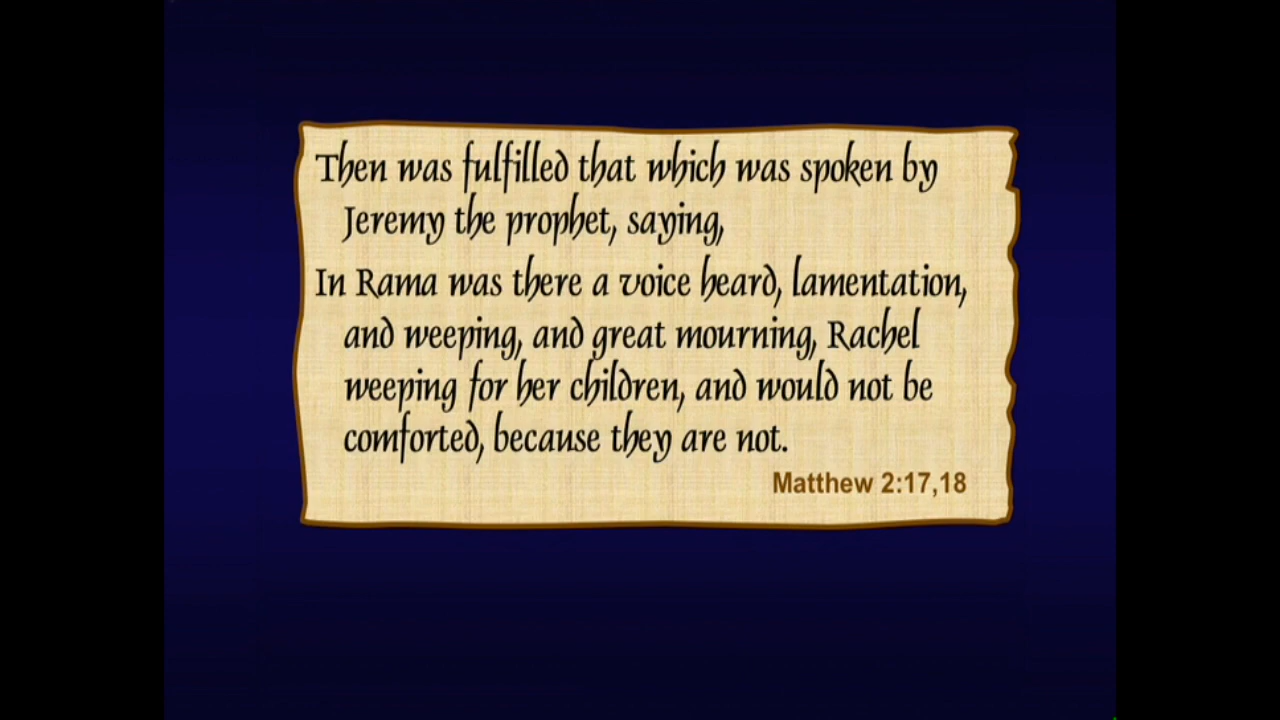 Then was fulfilled that which was spoken by
Jeremy the prophet, saying,
In Rama was there a voice heard, lamentation,
and weeping, and great mourning, Rachel
weeping for her children, and would not be
comforted, because they are not.
Matthew 2:17,18